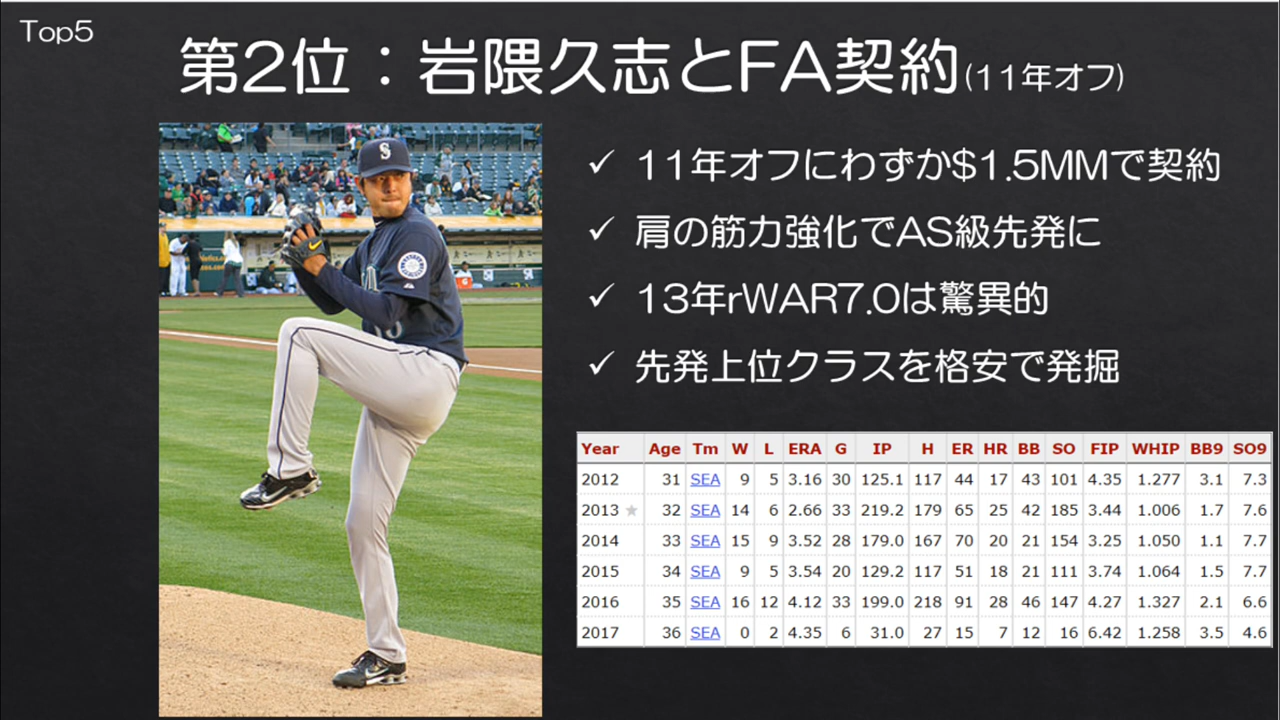 Top5
第2位：岩隈久志とFA契約(11年オフ)
✓ 11年オフにわずか$1.5MMで契約
✓ 肩の筋力強化でAS級先発に
✓ 13年rWAR7.0は驚異的
✓ 先発上位クラスを格安で発掘
S
Year Age Tm W L ERA G IP H ER HR BB SO FIP WHIP BB9 SO9
2012 31 SEA 9 5 3.16 30 125.1 117 44 17 43 101 4.35 1.277 3.1 7.3
2013 ★ 32 SEA 14 6 2.66 33 219.2 179 65 25 42 185 3.44 1.006 1.7 7.6
2014 33 SEA 15 9 3.52 28 179.0 167 70 20 21 154 3.25 1.050 1.1 7.7
2015 34 SEA 9 5 3.54 20 129.2 117 51 18 21 111 3.74 1.064 1.5 7.7
2016 35 SEA 16 12 4.12 33 199.0 218 91 28 46 147 4.27 1.327 2.1 6.6
2017 36 SEA 0 2 4.35 6 31.0 27 15 7 12 16 6.42 1.258 3.5 4.6